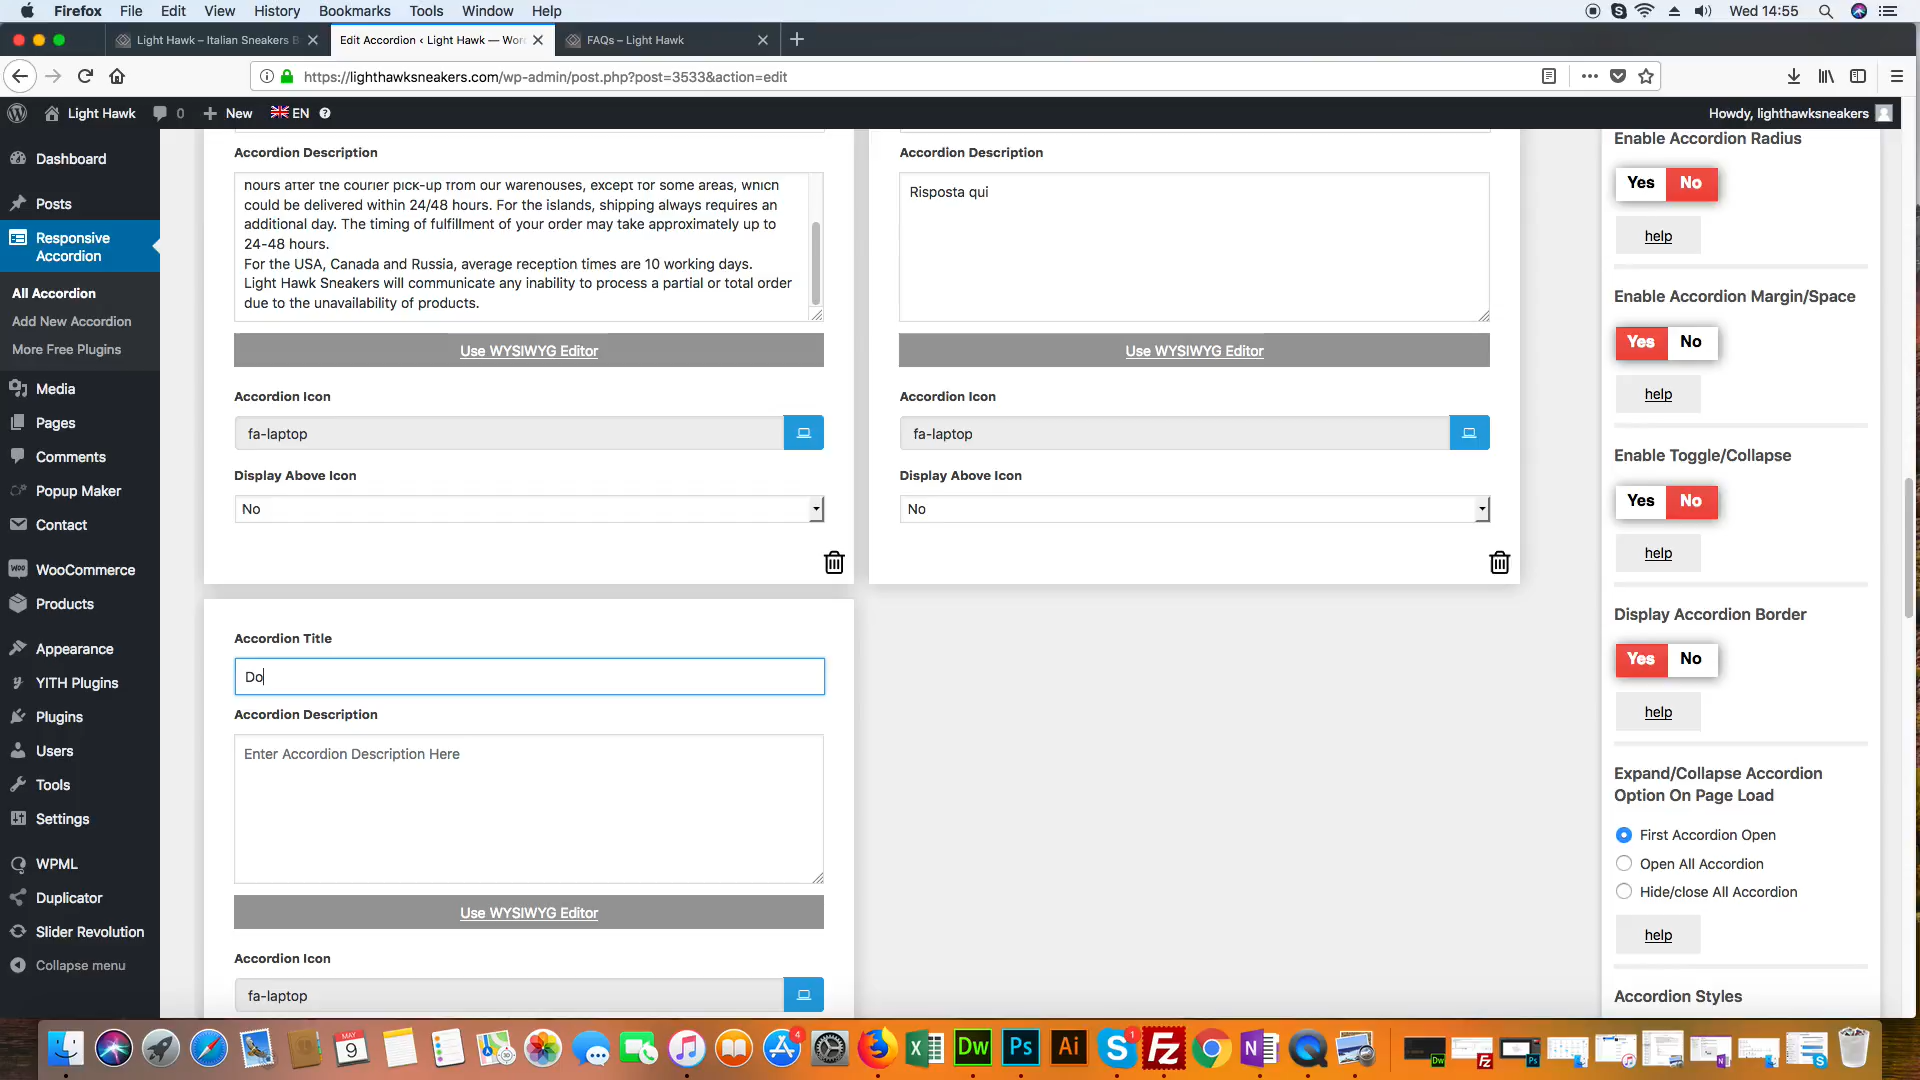 Firefox File Edit View History Bookmarks Tools Window Help Wed 14:55
Light Hawk – Italian Sneakers B
Edit Accordion ‹ Light Hawk — Wor
FAQs – Light Hawk
https://lighthawksneakers.com/wp-admin/post.php?post=3533&action=edit
Light Hawk 0 New EN Howdy, lighthawksneakers
Dashboard
Posts
Responsive
Accordion
All Accordion
Add New Accordion
More Free Plugins
Media
Pages
Comments
Popup Maker
Contact
WooCommerce
Products
Appearance
YITH Plugins
Plugins
Users
Tools
Settings
WPML
Duplicator
Slider Revolution
Collapse menu
Accordion Description
hours after the courier pick-up from our warehouses, except for some areas, which
could be delivered within 24/48 hours. For the islands, shipping always requires an
additional day. The timing of fulfillment of your order may take approximately up to
24-48 hours.
For the USA, Canada and Russia, average reception times are 10 working days.
Light Hawk Sneakers will communicate any inability to process a partial or total order
due to the unavailability of products.
Use WYSIWYG Editor
Accordion Icon
fa-laptop
Display Above Icon
No
Accordion Description
Risposta qui
Use WYSIWYG Editor
Accordion Icon
fa-laptop
Display Above Icon
No
Accordion Title
Do
Accordion Description
Enter Accordion Description Here
Use WYSIWYG Editor
Accordion Icon
fa-laptop
Enable Accordion Radius
Yes No
help
Enable Accordion Margin/Space
Yes No
help
Enable Toggle/Collapse
Yes No
help
Display Accordion Border
Yes No
help
Expand/Collapse Accordion
Option On Page Load
First Accordion Open
Open All Accordion
Hide/close All Accordion
help
Accordion Styles
MAY
9
4
Dw
Ps
Ai
1
Fz
N